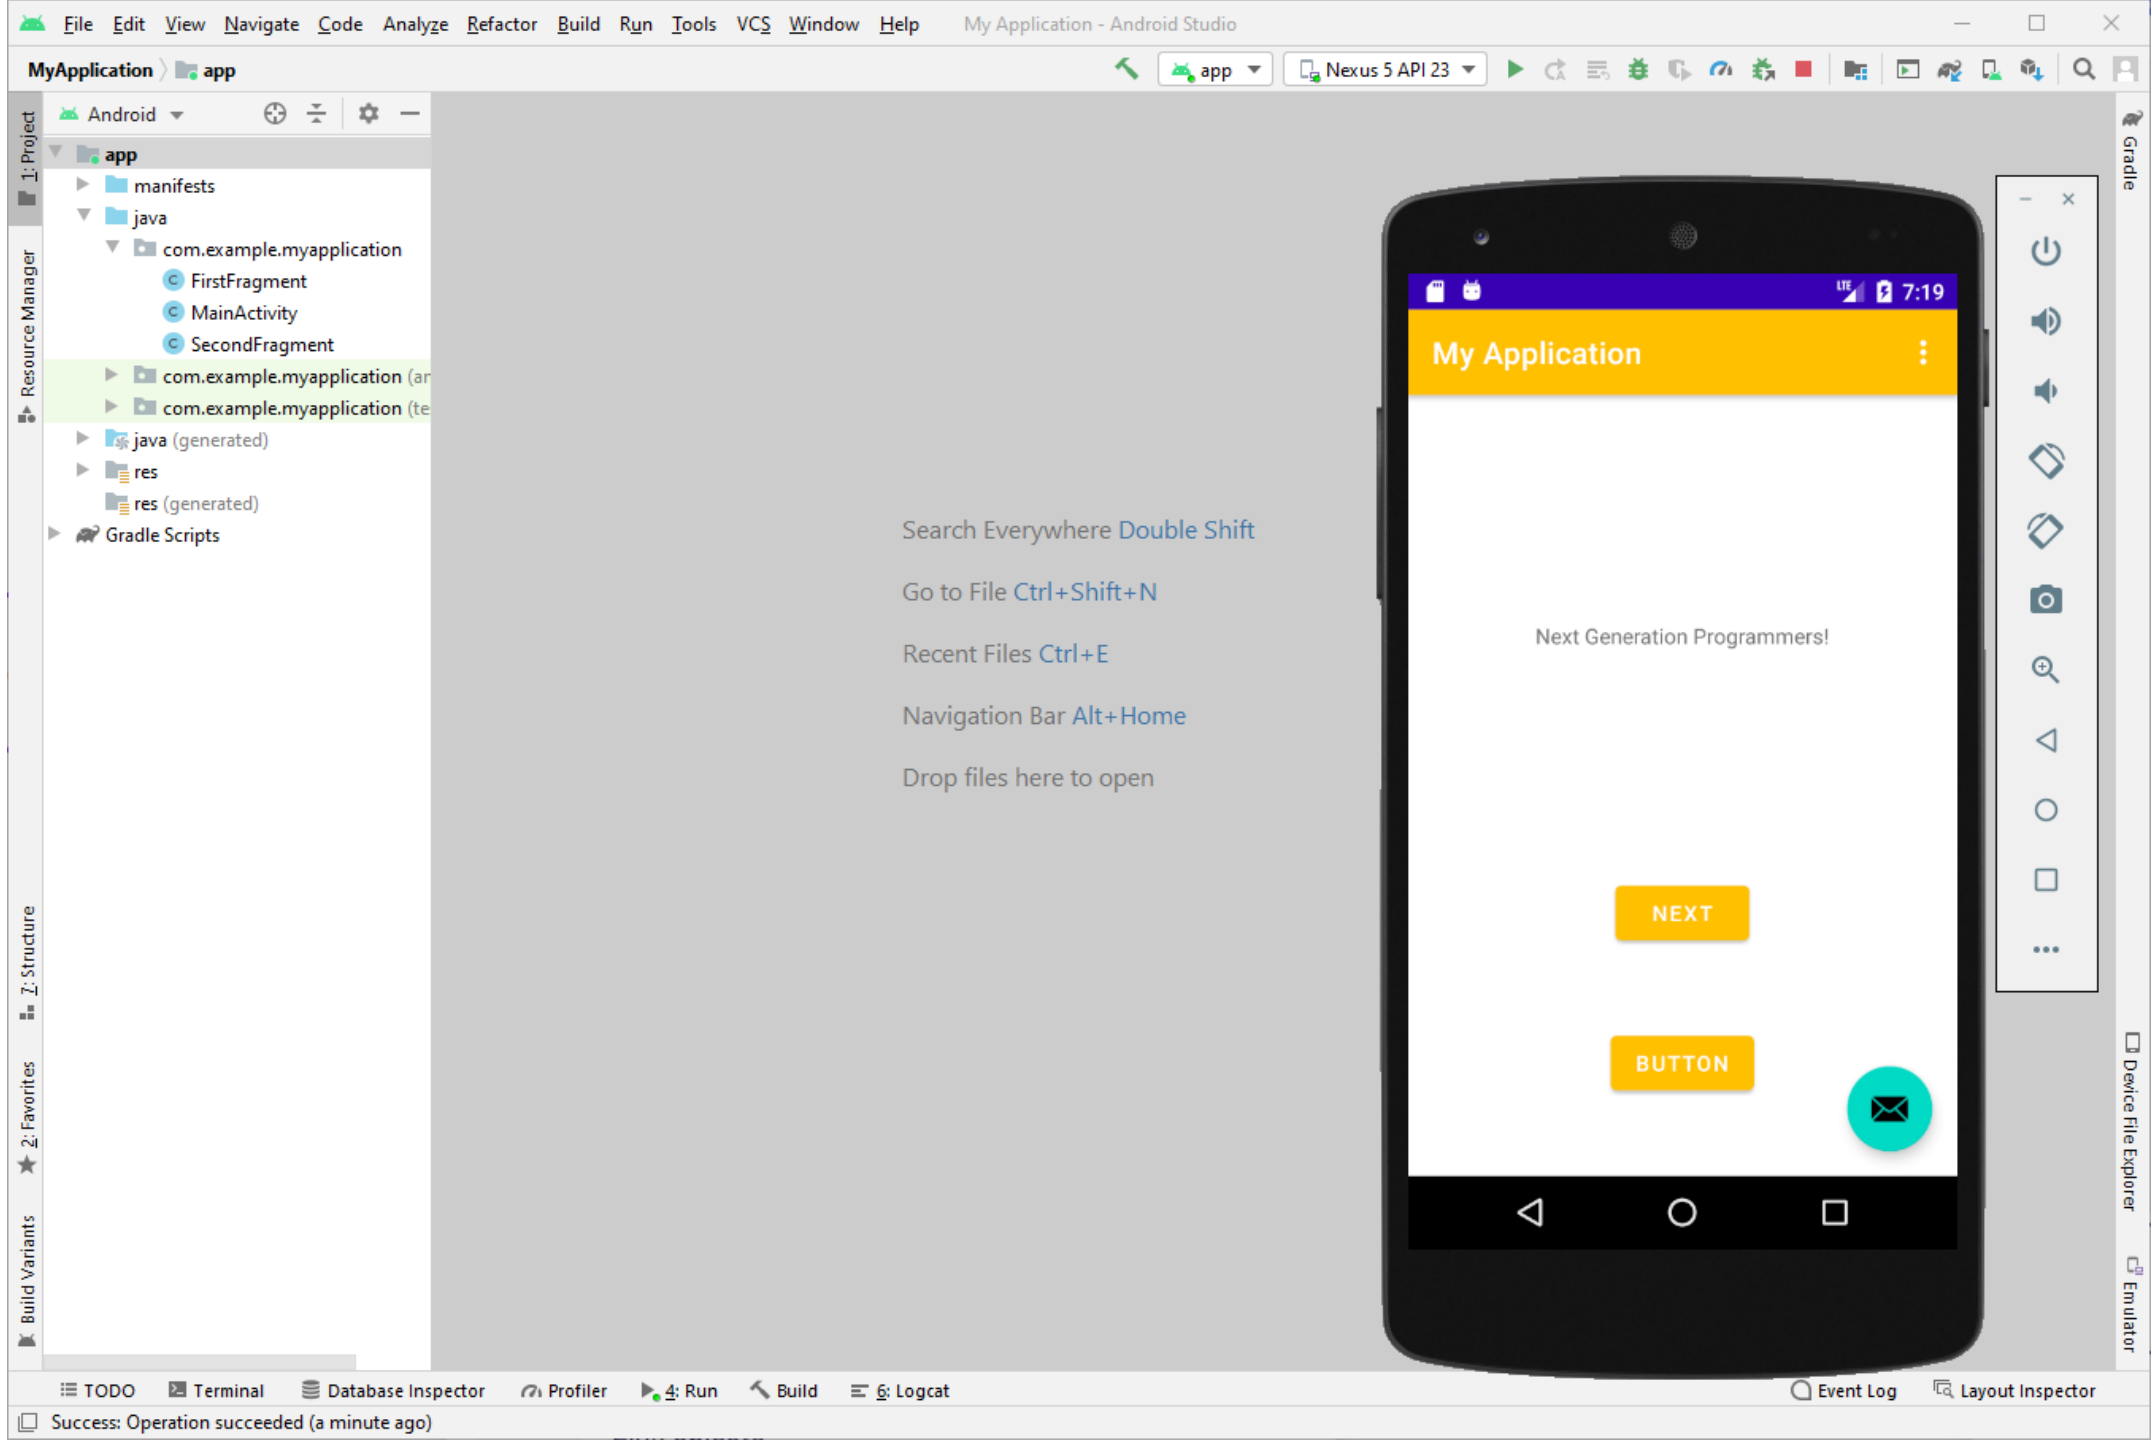 File Edit View Navigate Code Analyze Refactor Build Run Tools VCS Window Help My Application - Android Studio
MyApplication app
app Nexus 5 API 23
1: Project
Resource Manager
7: Structure
2: Favorites
Build Variants
Android
app
manifests
java
com.example.myapplication
FirstFragment
MainActivity
SecondFragment
com.example.myapplication (ar
com.example.myapplication (te
java (generated)
res
res (generated)
Gradle Scripts
Search Everywhere Double Shift
Go to File Ctrl+Shift+N
Recent Files Ctrl+E
Navigation Bar Alt+Home
Drop files here to open
LTE 7:19
My Application
Next Generation Programmers!
NEXT
BUTTON
Gradle
Device File Explorer
Emulator
TODO Terminal Database Inspector Profiler 4: Run Build 6: Logcat Event Log Layout Inspector
Success: Operation succeeded (a minute ago)